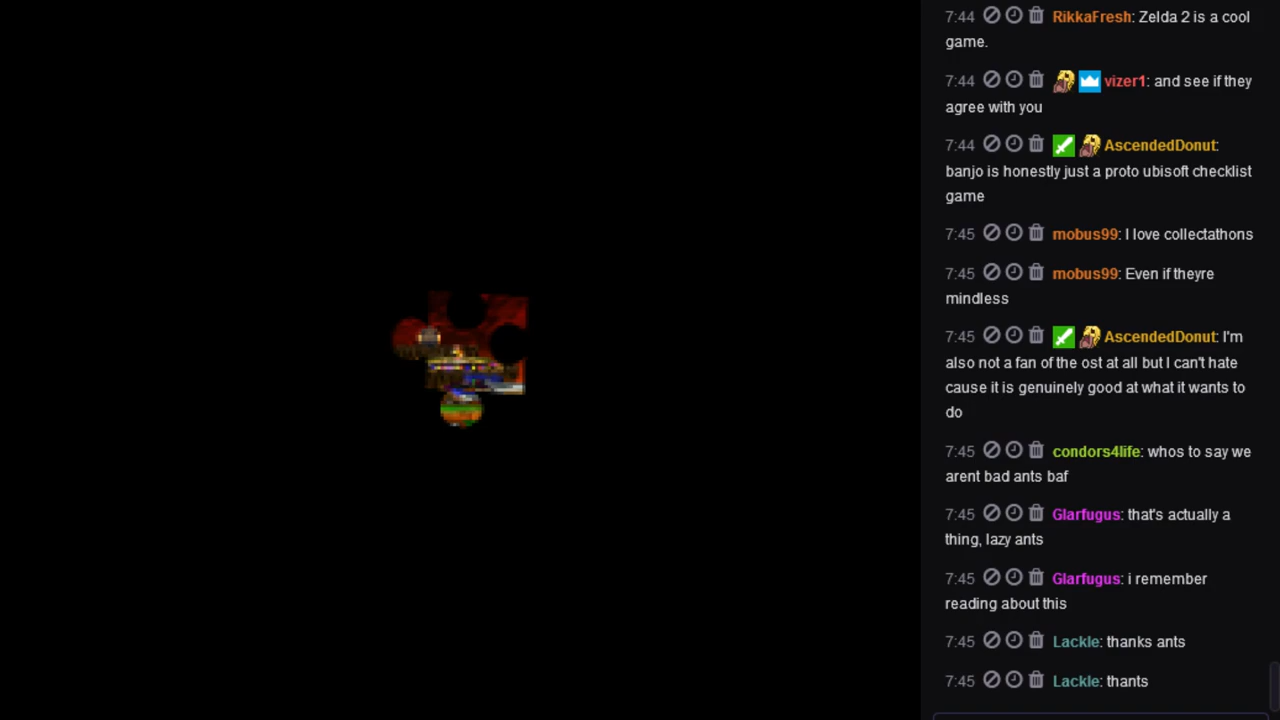 7:44 RikkaFresh: Zelda 2 is a cool
game.
7:44 vizer1: and see if they
agree with you
7:44 AscendedDonut:
banjo is honestly just a proto ubisoft checklist
game
7:45 mobus99: I love collectathons
7:45 mobus99: Even if theyre
mindless
7:45 AscendedDonut: I'm
also not a fan of the ost at all but I can't hate
cause it is genuinely good at what it wants to
do
7:45 condors4life: whos to say we
arent bad ants baf
7:45 Glarfugus: that's actually a
thing, lazy ants
7:45 Glarfugus: i remember
reading about this
7:45 Lackle: thanks ants
7:45 Lackle: thants